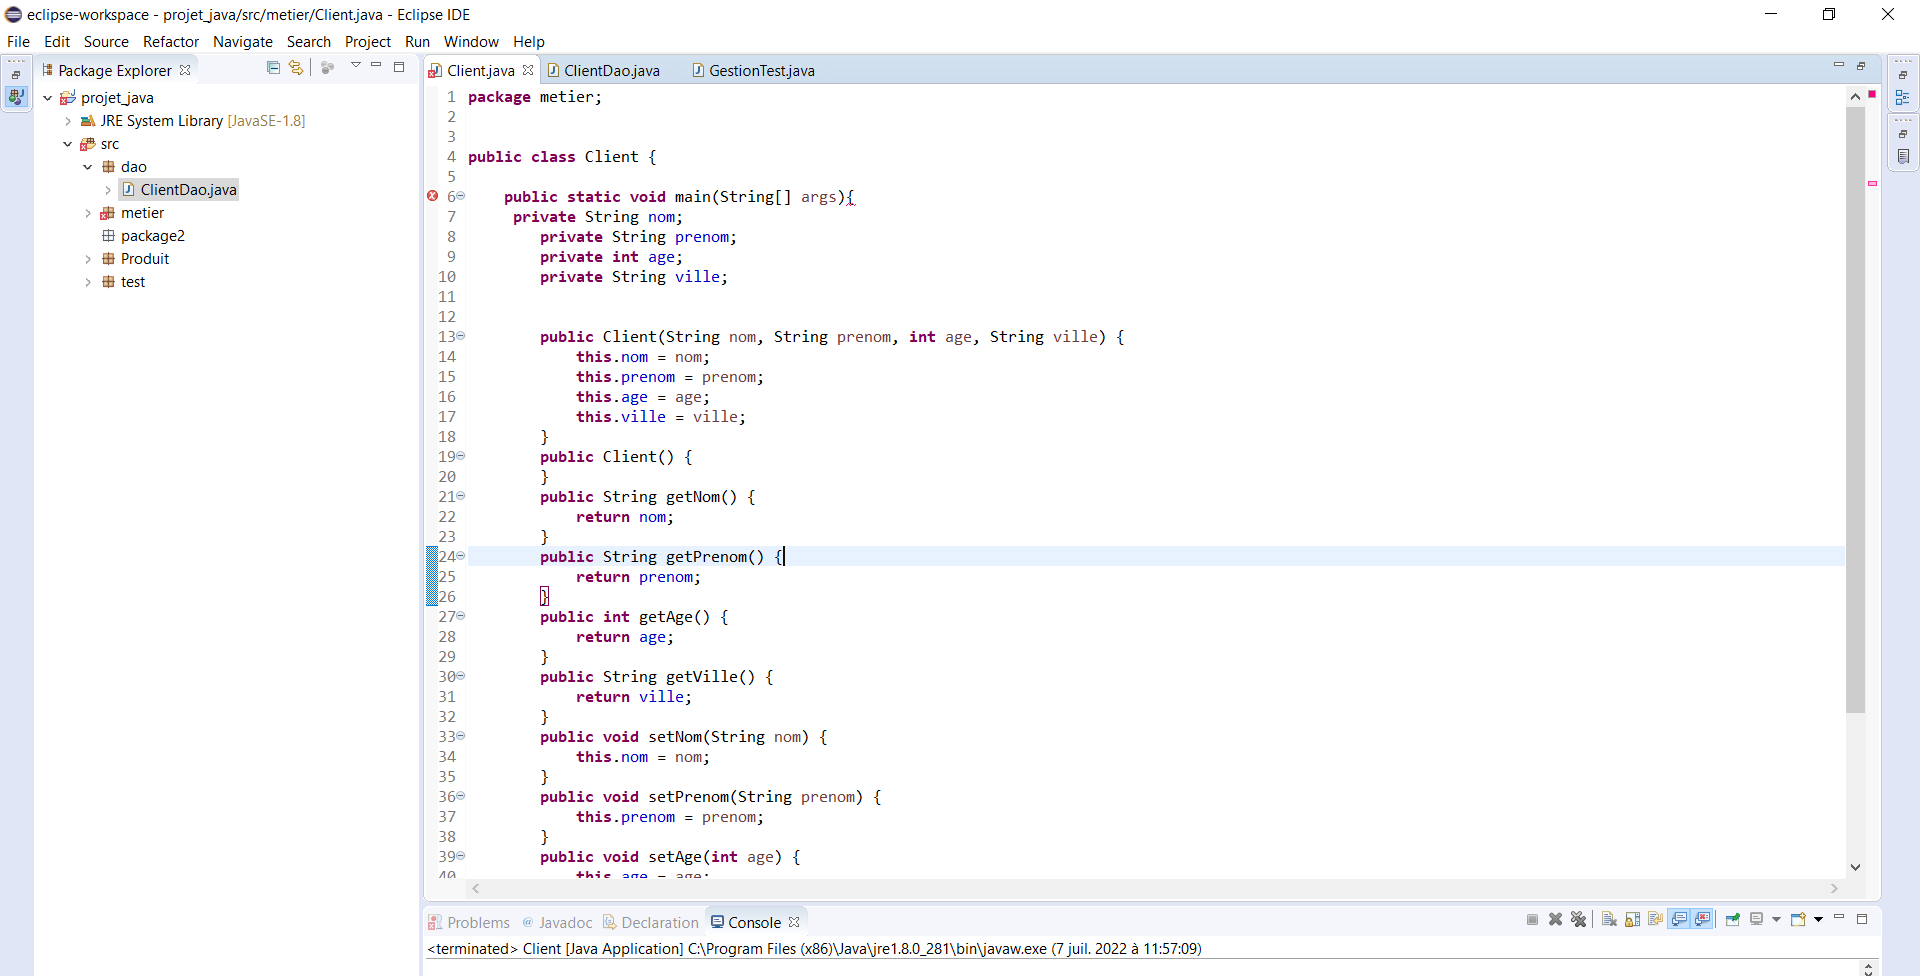 eclipse-workspace - projet_java/src/metier/Client.java - Eclipse IDE
File Edit Source Refactor Navigate Search Project Run Window Help
Package Explorer
projet_java
JRE System Library [JavaSE-1.8]
src
dao
ClientDao.java
metier
package2
Produit
test
Client.java ClientDao.java GestionTest.java
1 package metier;
2
3
4 public class Client {
5
6 public static void main(String[] args){
7 private String nom;
8 private String prenom;
9 private int age;
10 private String ville;
11
12
13 public Client(String nom, String prenom, int age, String ville) {
14 this.nom = nom;
15 this.prenom = prenom;
16 this.age = age;
17 this.ville = ville;
18 }
19 public Client() {
20 }
21 public String getNom() {
22 return nom;
23 }
24 public String getPrenom() {
25 return prenom;
26 }
27 public int getAge() {
28 return age;
29 }
30 public String getVille() {
31 return ville;
32 }
33 public void setNom(String nom) {
34 this.nom = nom;
35 }
36 public void setPrenom(String prenom) {
37 this.prenom = prenom;
38 }
39 public void setAge(int age) {
40 this.age = age;
Problems @ Javadoc Declaration Console
<terminated> Client [Java Application] C:\Program Files (x86)\Java\jre1.8.0_281\bin\javaw.exe (7 juil. 2022 à 11:57:09)